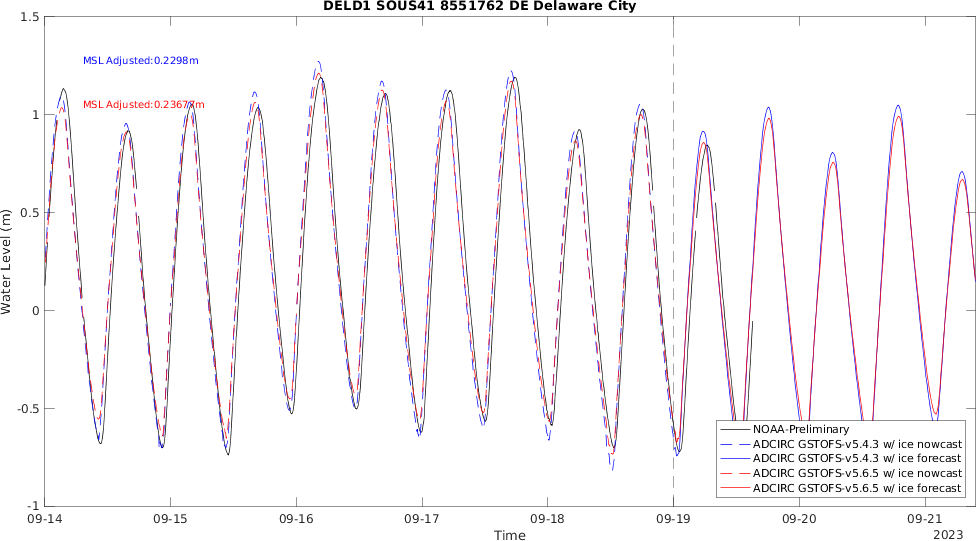 DELD1 SOUS41 8551762 DE Delaware City
1.5
1
0.5
0
-0.5
-1
Water Level (m)
MSL Adjusted:0.2298m
MSL Adjusted:0.23677m
NOAA-Preliminary
ADCIRC GSTOFS-v5.4.3 w/ ice nowcast
ADCIRC GSTOFS-v5.4.3 w/ ice forecast
ADCIRC GSTOFS-v5.6.5 w/ ice nowcast
ADCIRC GSTOFS-v5.6.5 w/ ice forecast
09-14 09-15 09-16 09-17 09-18 09-19 09-20 09-21
Time
2023